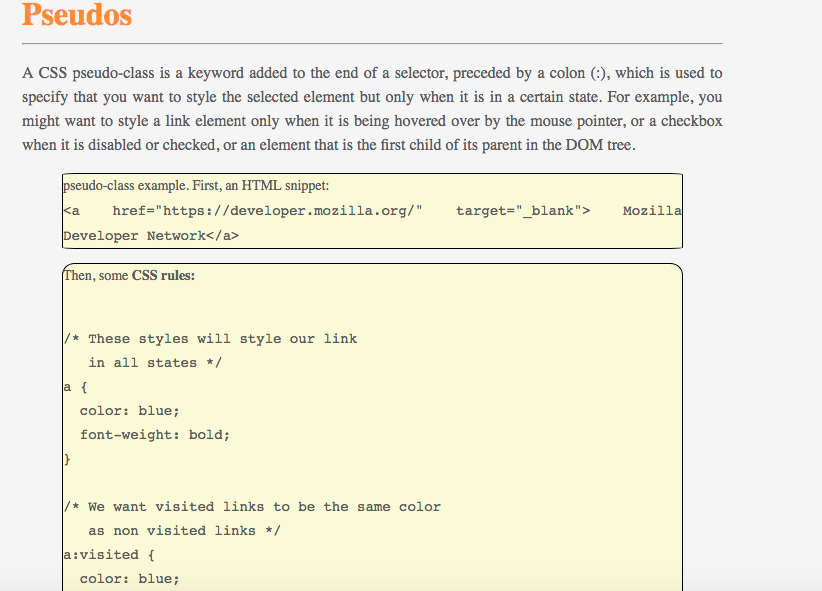 Pseudos
A CSS pseudo-class is a keyword added to the end of a selector, preceded by a colon (:), which is used to
specify that you want to style the selected element but only when it is in a certain state. For example, you
might want to style a link element only when it is being hovered over by the mouse pointer, or a checkbox
when it is disabled or checked, or an element that is the first child of its parent in the DOM tree.
pseudo-class example. First, an HTML snippet:
<a href="https://developer.mozilla.org/" target="_blank"> Mozilla
Developer Network</a>
Then, some CSS rules:
/* These styles will style our link
in all states */
a {
color: blue;
font-weight: bold;
}
/* We want visited links to be the same color
as non visited links */
a:visited {
color: blue;